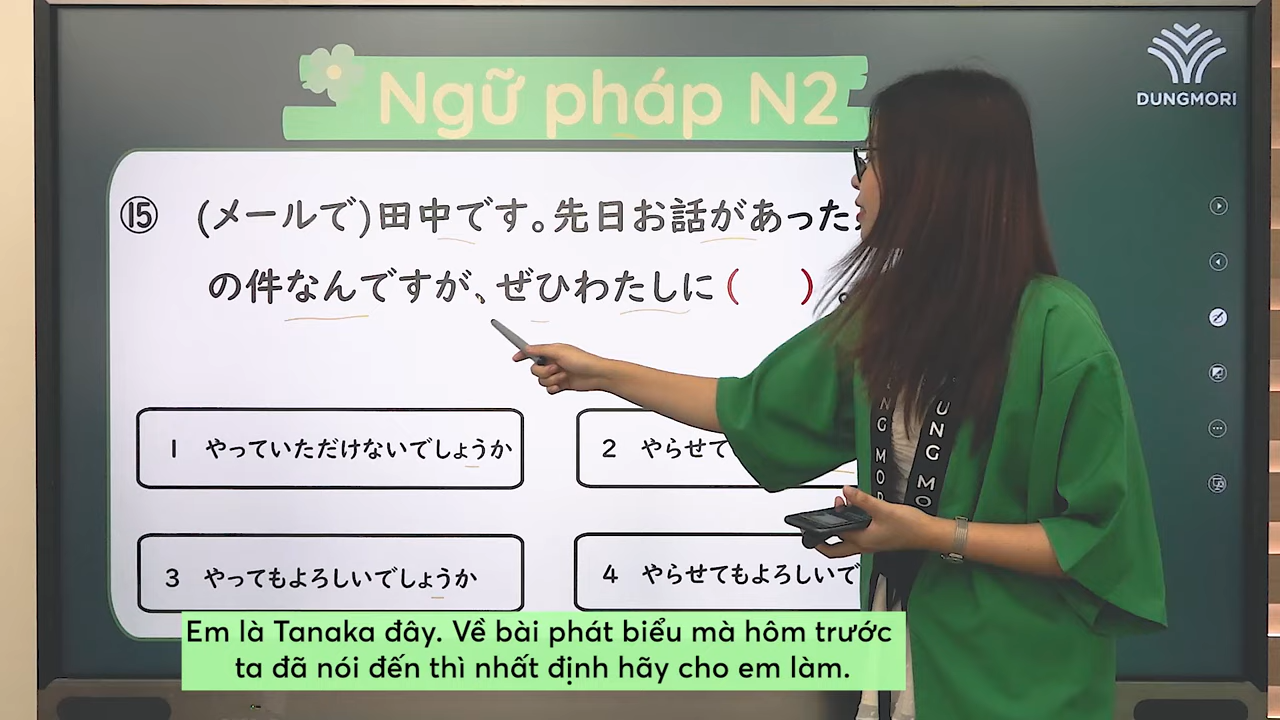 Ngữ pháp N2
DUNGMORI
⑮ (メールで)田中です。先日お話があった
の件なんですが、ぜひわたしに( )。
1 やっていただけないでしょうか
2 やらせて
3 やってもよろしいでしょうか
4 やらせてもよろしいで
Em là Tanaka đây. Về bài phát biểu mà hôm trước
ta đã nói đến thì nhất định hãy cho em làm.